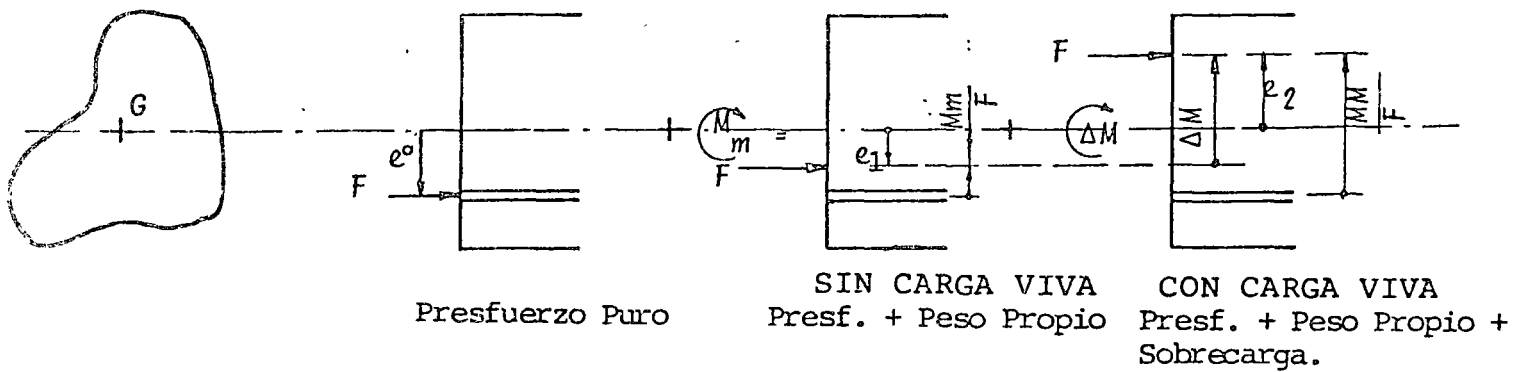 G
e°
F
Mm
=
F
e1
Mm
F
ΔM
F
ΔM
e2
MM
F
Presfuerzo Puro
SIN CARGA VIVA
Presf. + Peso Propio
CON CARGA VIVA
Presf. + Peso Propio +
Sobrecarga.